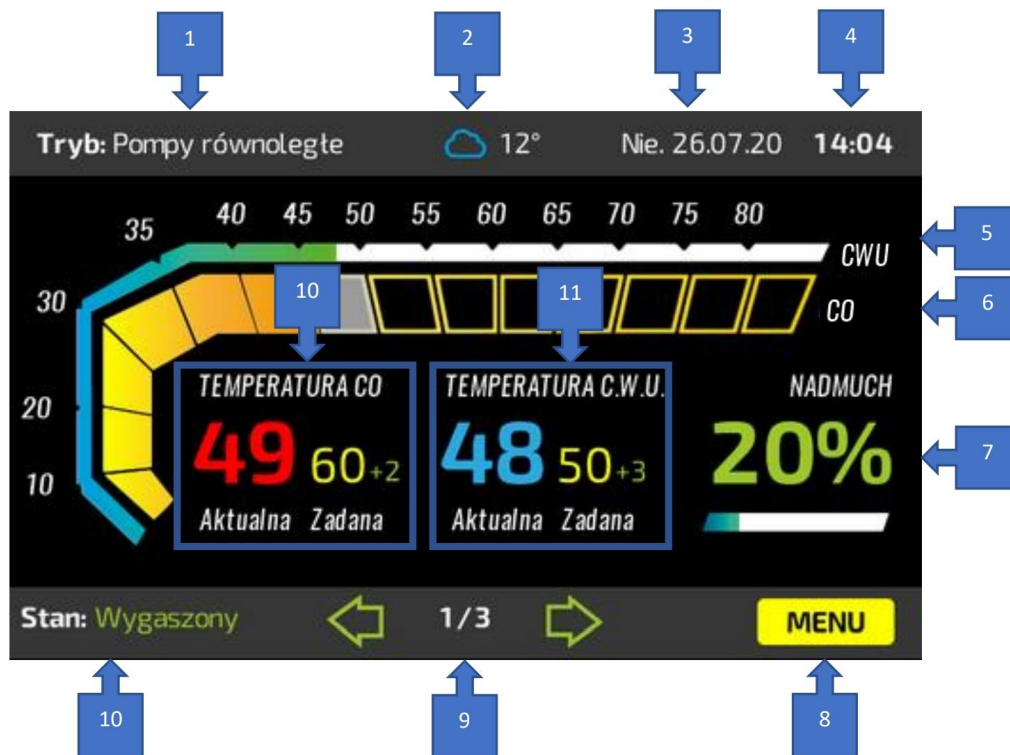 1 2 3 4
Tryb: Pompy równoległe 12° Nie. 26.07.20 14:04
35 40 45 50 55 60 65 70 75 80
CWU 5
30 10 11 CO 6
TEMPERATURA CO TEMPERATURA C.W.U. NADMUCH
20
49 60+2 48 50+3 20% 7
10
Aktualna Zadana Aktualna Zadana
Stan: Wygaszony 1/3 MENU
10 9 8